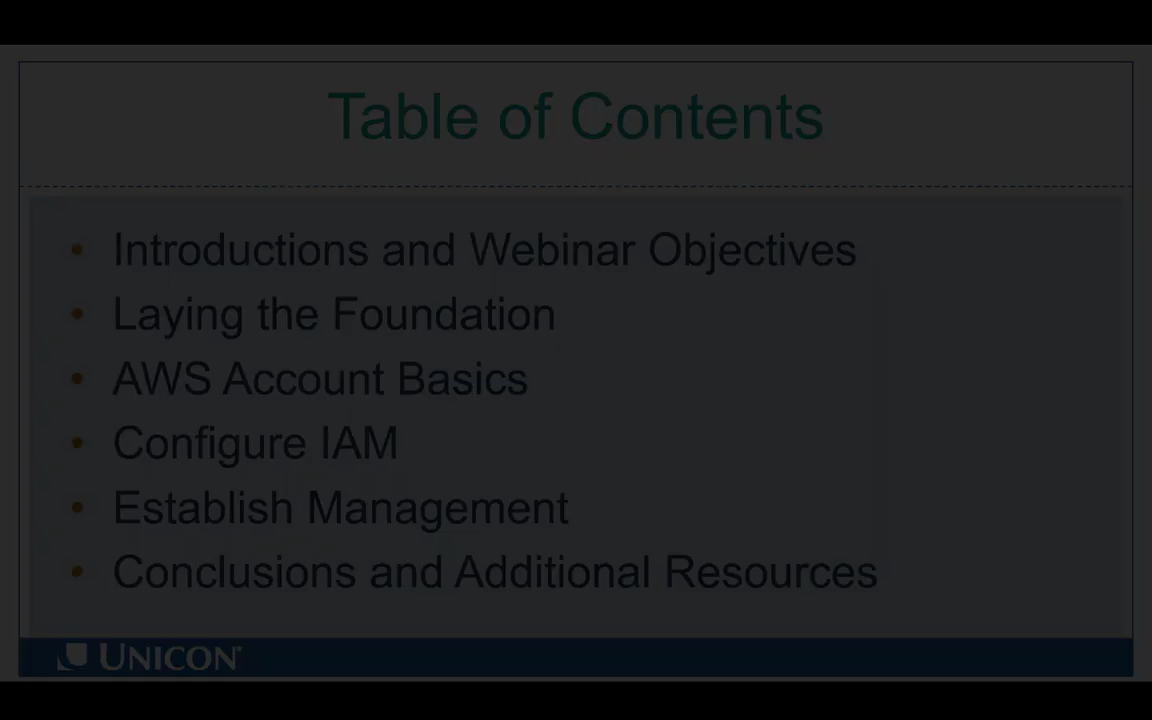 Table of Contents
• Introductions and Webinar Objectives
• Laying the Foundation
• AWS Account Basics
• Configure IAM
• Establish Management
• Conclusions and Additional Resources
UNICON